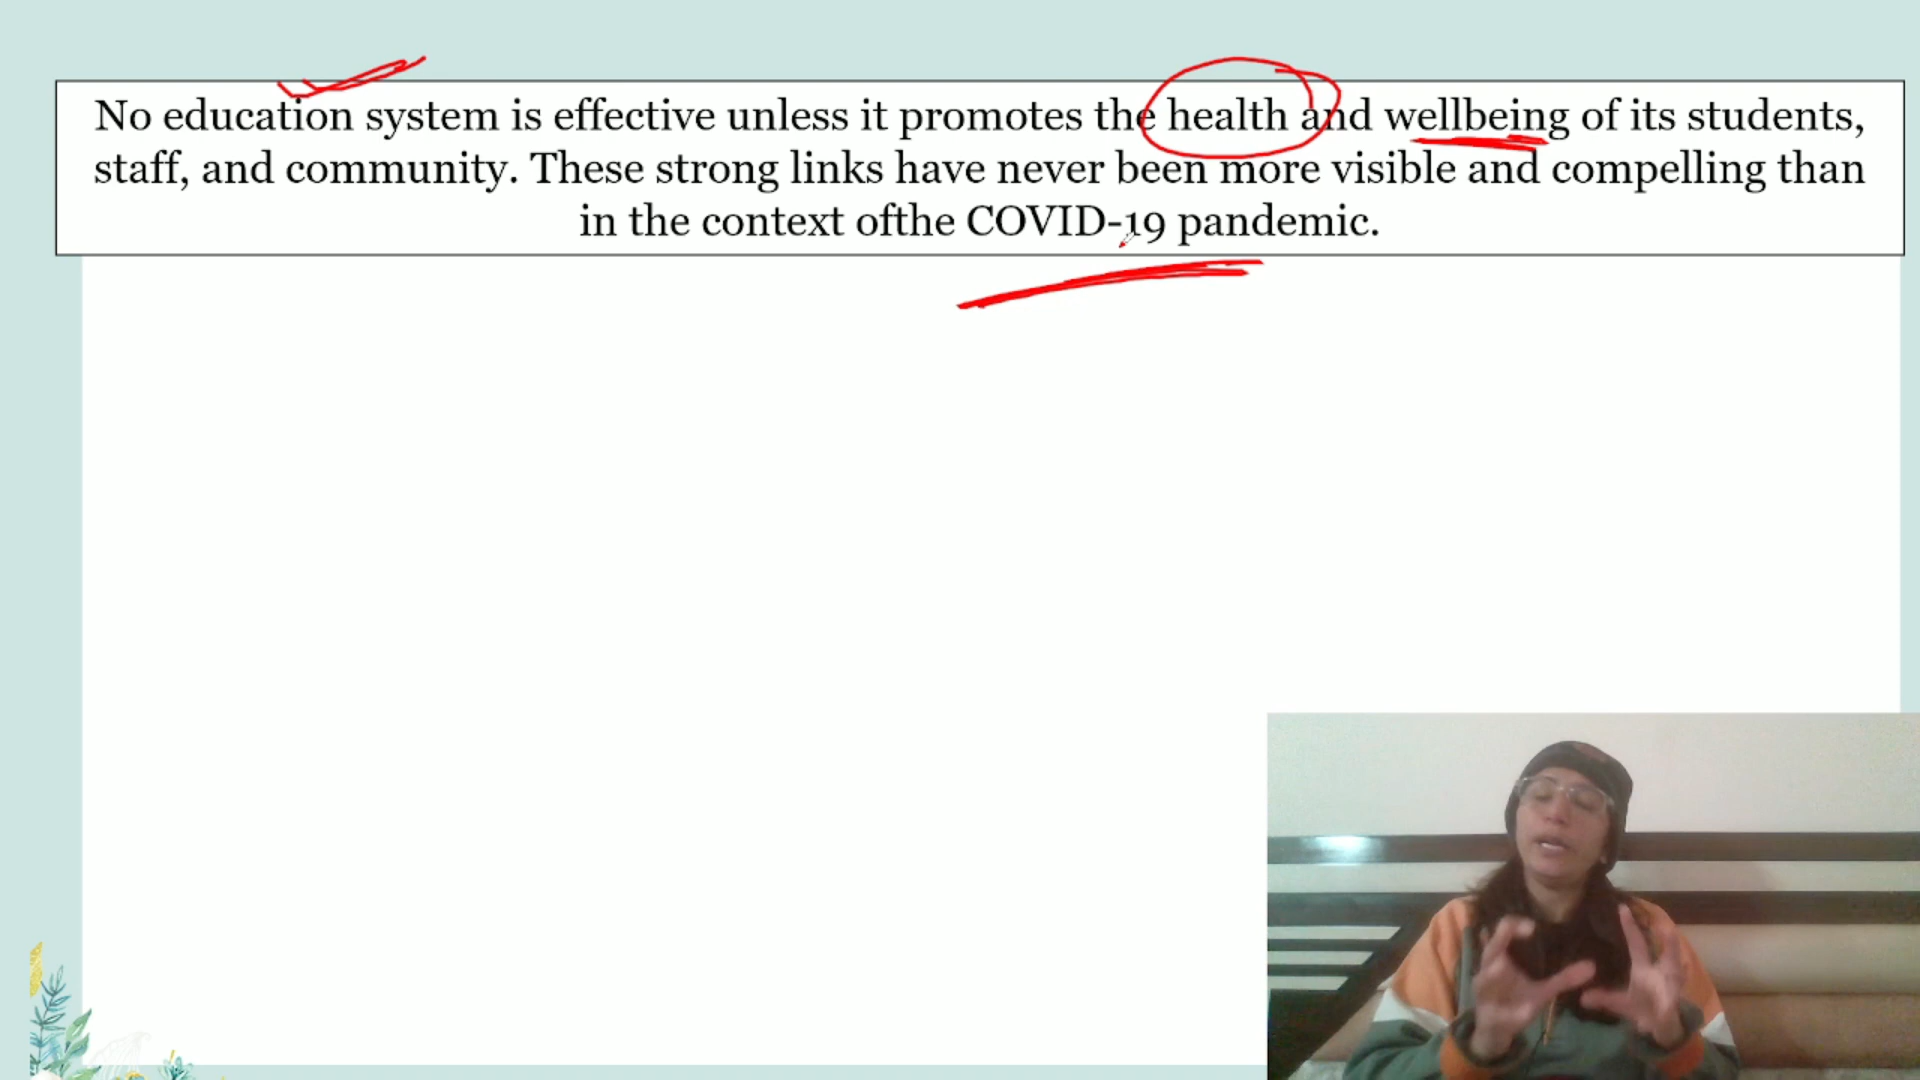 No education system is effective unless it promotes the health and wellbeing of its students,
staff, and community. These strong links have never been more visible and compelling than
in the context ofthe COVID-19 pandemic.